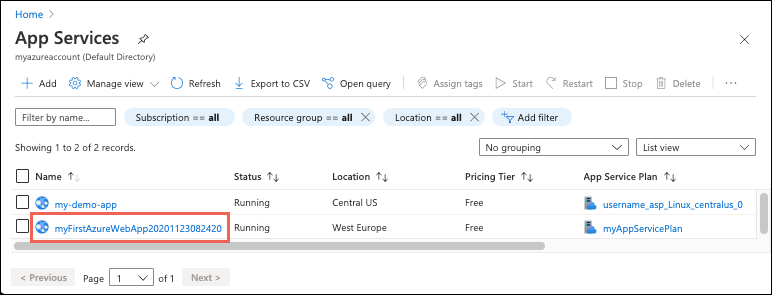 Home >
App Services
myazureaccount (Default Directory)
Add Manage view Refresh Export to CSV Open query Assign tags Start Restart Stop Delete ...
Filter by name... Subscription == all Resource group == all Location == all Add filter
Showing 1 to 2 of 2 records. No grouping List view
Name Status Location Pricing Tier App Service Plan
my-demo-app Running Central US Free username_asp_Linux_centralus_0
myFirstAzureWebApp20201123082420 Running West Europe Free myAppServicePlan
< Previous Page 1 of 1 Next >